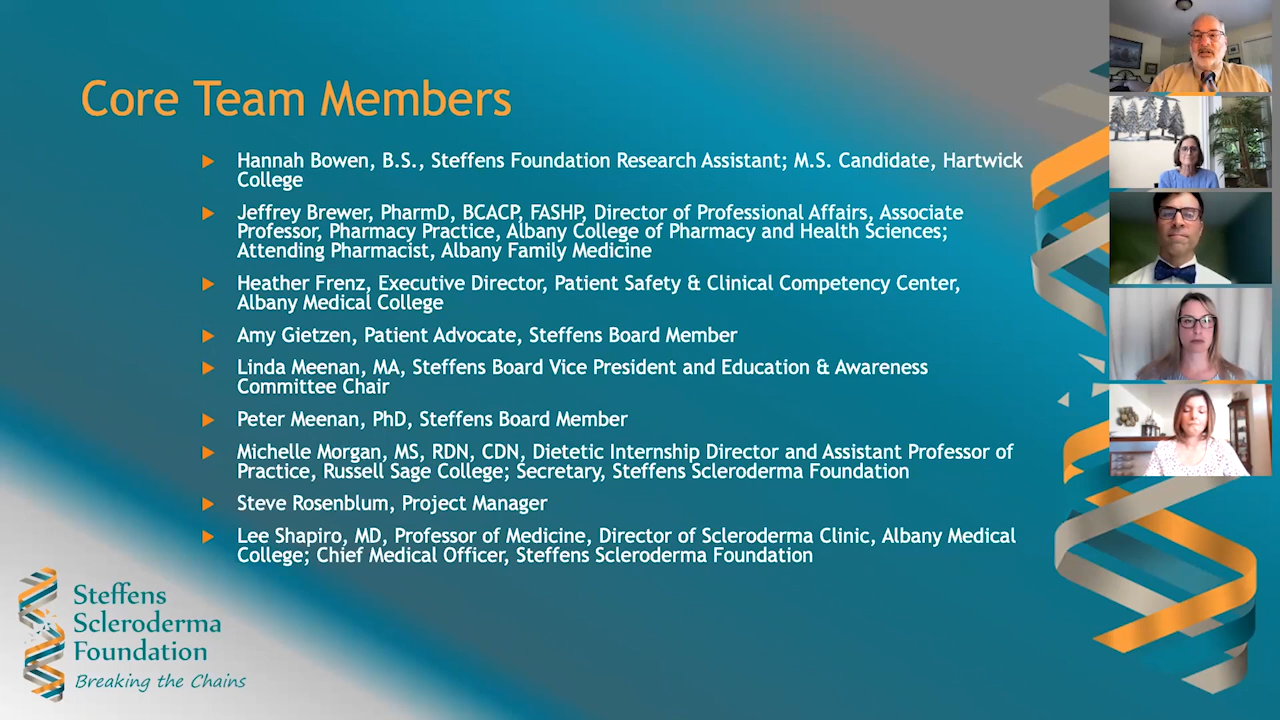 Core Team Members
Hannah Bowen, B.S., Steffens Foundation Research Assistant; M.S. Candidate, Hartwick
College
Jeffrey Brewer, PharmD, BCACP, FASHP, Director of Professional Affairs, Associate
Professor, Pharmacy Practice, Albany College of Pharmacy and Health Sciences;
Attending Pharmacist, Albany Family Medicine
Heather Frenz, Executive Director, Patient Safety & Clinical Competency Center,
Albany Medical College
Amy Gietzen, Patient Advocate, Steffens Board Member
Linda Meenan, MA, Steffens Board Vice President and Education & Awareness
Committee Chair
Peter Meenan, PhD, Steffens Board Member
Michelle Morgan, MS, RDN, CDN, Dietetic Internship Director and Assistant Professor of
Practice, Russell Sage College; Secretary, Steffens Scleroderma Foundation
Steve Rosenblum, Project Manager
Lee Shapiro, MD, Professor of Medicine, Director of Scleroderma Clinic, Albany Medical
College; Chief Medical Officer, Steffens Scleroderma Foundation
Steffens
Scleroderma
Foundation
Breaking the Chains